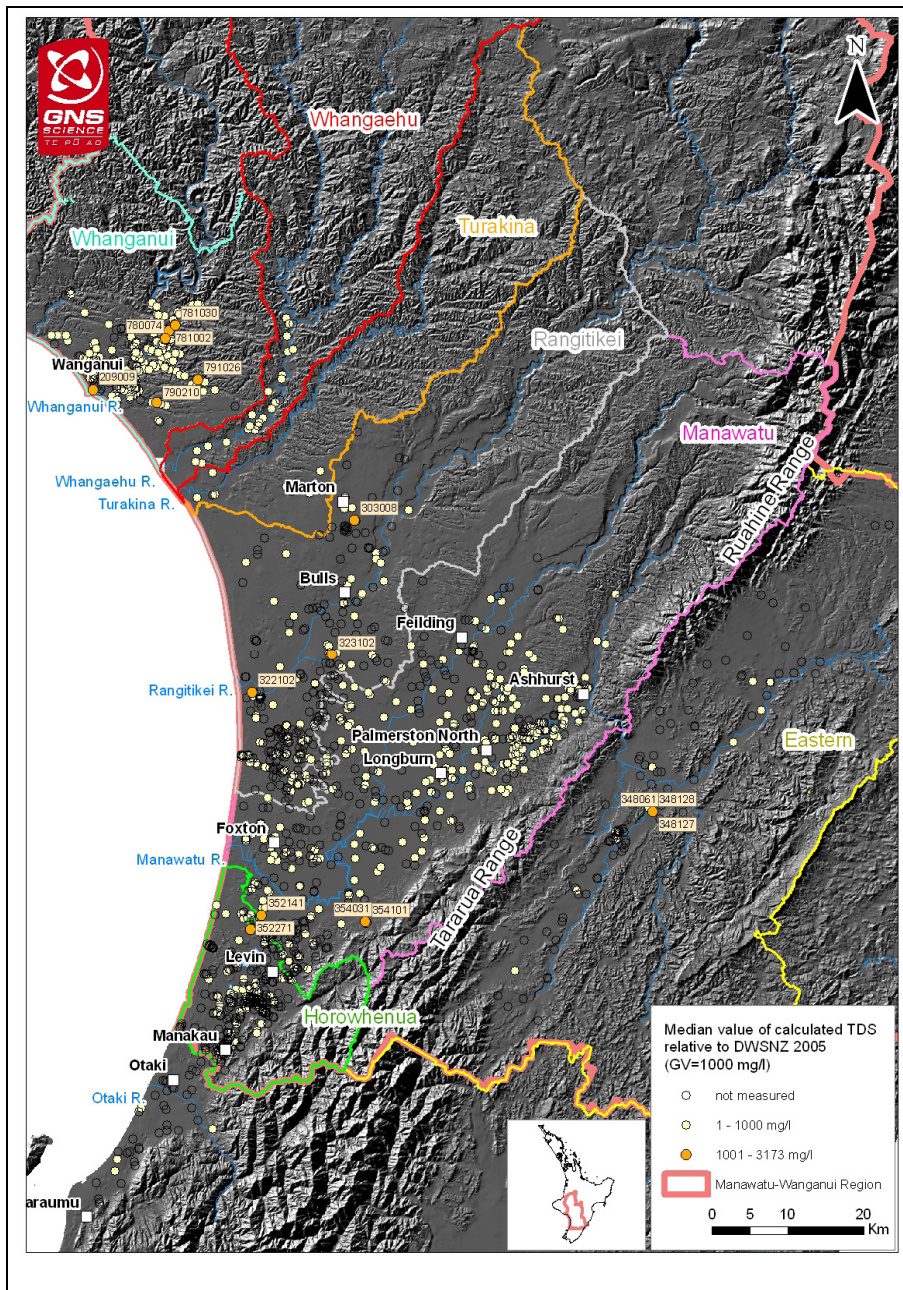 GNS
SCIENCE
TE PŪ AO
N
Whangaehu
Turakina
Whanganui
Rangitikei
781030
780074
781002
Wanganui
791026
209009
790210
Whanganui R.
Manawatu
Whangaehu R.
Turakina R.
Marton
303008
Ruahine Range
Bulls
Feilding
323102
Ashhurst
322102
Rangitikei R.
Palmerston North
Longburn
Eastern
348061
348128
348127
Foxton
Manawatu R.
Tararua Range
352141
354031
354101
352271
Levin
Horowhenua
Manakau
Otaki
Otaki R.
araumu
Median value of calculated TDS
relative to DWSNZ 2005
(GV=1000 mg/l)
not measured
1 - 1000 mg/l
1001 - 3173 mg/l
Manawatu-Wanganui Region
0 5 10 20
Km